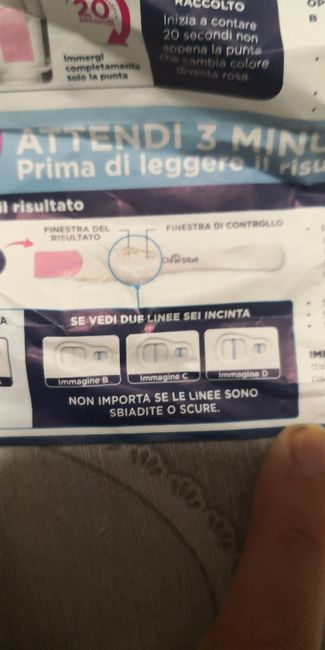 20
SECONDI
Immergi
completamente
solo la punta
RACCOLTO
Inizia a contare
20 secondi non
appena la punta
che cambia colore
diventa rosa.
ATTENDI 3 MINU
Prima di leggere il risu
il risultato
FINESTRA DEL
RISULTATO
FINESTRA DI CONTROLLO
Clearblue
SE VEDI DUE LINEE SEI INCINTA
Immagine B
Immagine C
Immagine D
NON IMPORTA SE LE LINEE SONO
SBIADITE O SCURE.